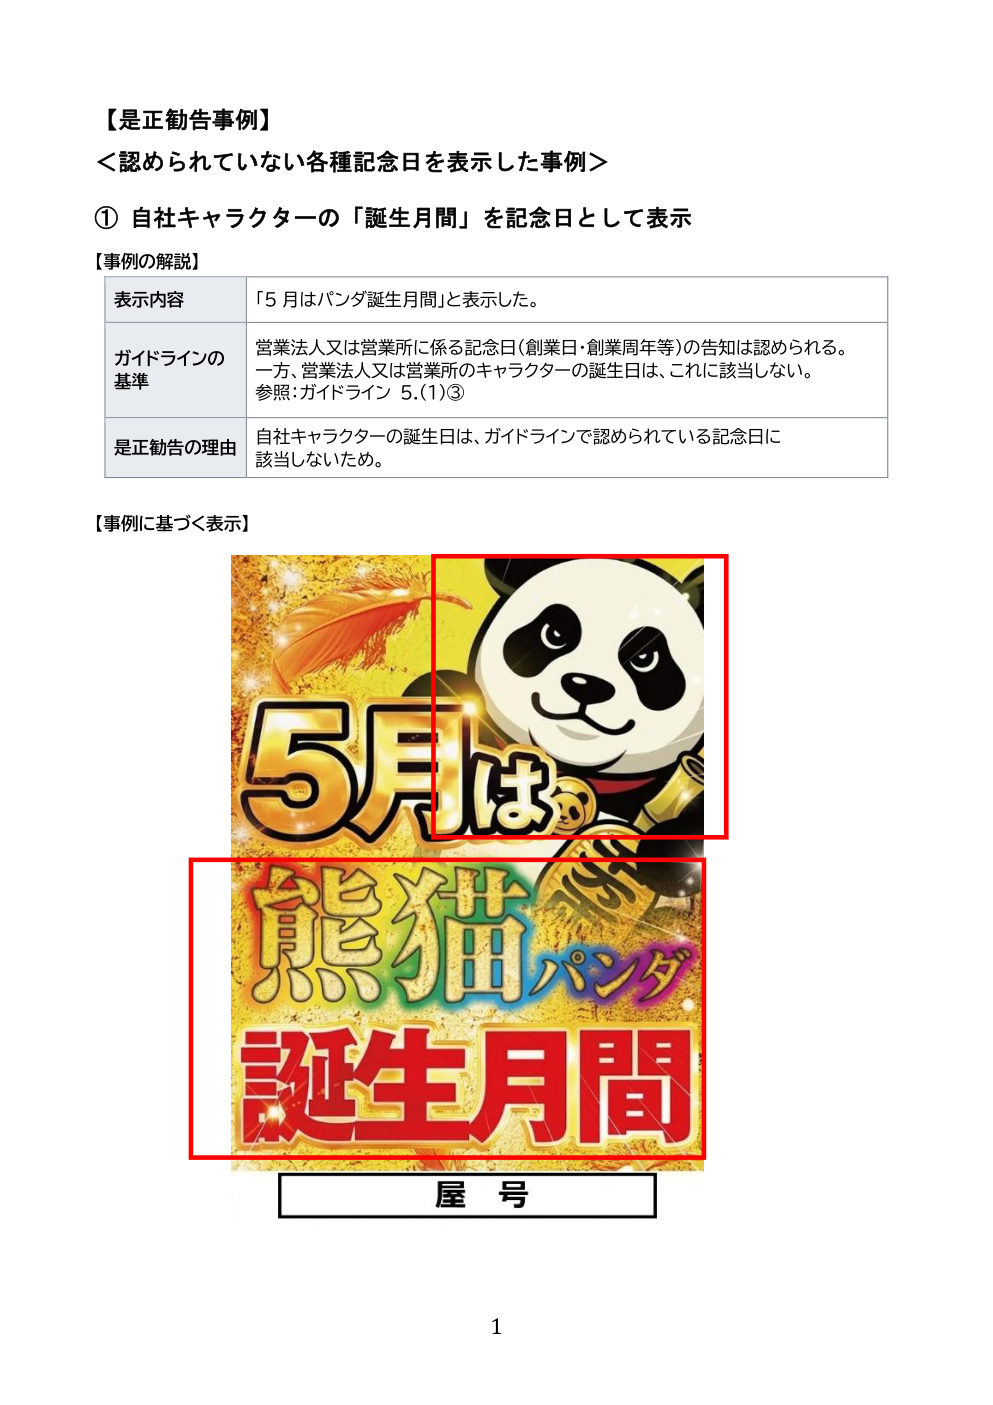 【是正勧告事例】
＜認められていない各種記念日を表示した事例＞
① 自社キャラクターの「誕生月間」を記念日として表示
【事例の解説】
表示内容
「5 月はパンダ誕生月間」と表示した。
ガイドラインの
基準
営業法人又は営業所に係る記念日(創業日・創業周年等)の告知は認められる。
一方、営業法人又は営業所のキャラクターの誕生日は、これに該当しない。
参照：ガイドライン 5.(1)③
是正勧告の理由
自社キャラクターの誕生日は、ガイドラインで認められている記念日に
該当しないため。
【事例に基づく表示】
5月は
熊猫パンダ
誕生月間
屋 号
1